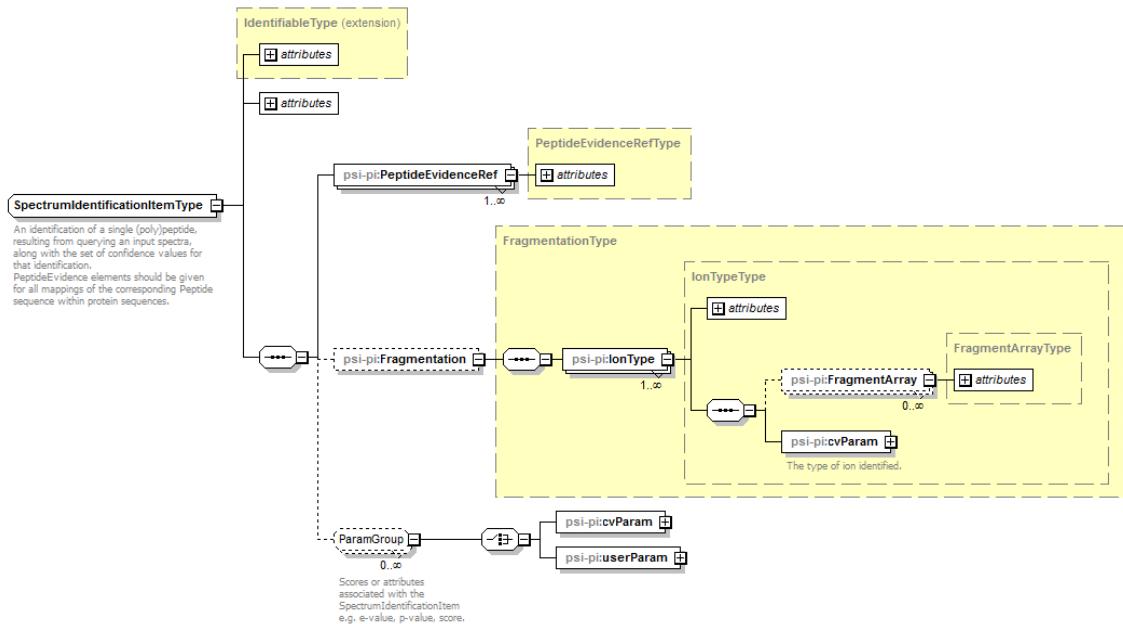 IdentifiableType (extension)
attributes
attributes
PeptideEvidenceRefType
psi-pi:PeptideEvidenceRef
attributes
1..∞
SpectrumIdentificationItemType
An identification of a single (poly)peptide,
resulting from querying an input spectra,
along with the set of confidence values for
that identification.
PeptideEvidence elements should be given
for all mappings of the corresponding Peptide
sequence within protein sequences.
FragmentationType
IonTypeType
attributes
psi-pi:Fragmentation
psi-pi:IonType
1..∞
FragmentArrayType
psi-pi:FragmentArray
attributes
0..∞
psi-pi:cvParam
The type of ion identified.
ParamGroup
0..∞
Scores or attributes
associated with the
SpectrumIdentificationItem
e.g. e-value, p-value, score.
psi-pi:cvParam
psi-pi:userParam